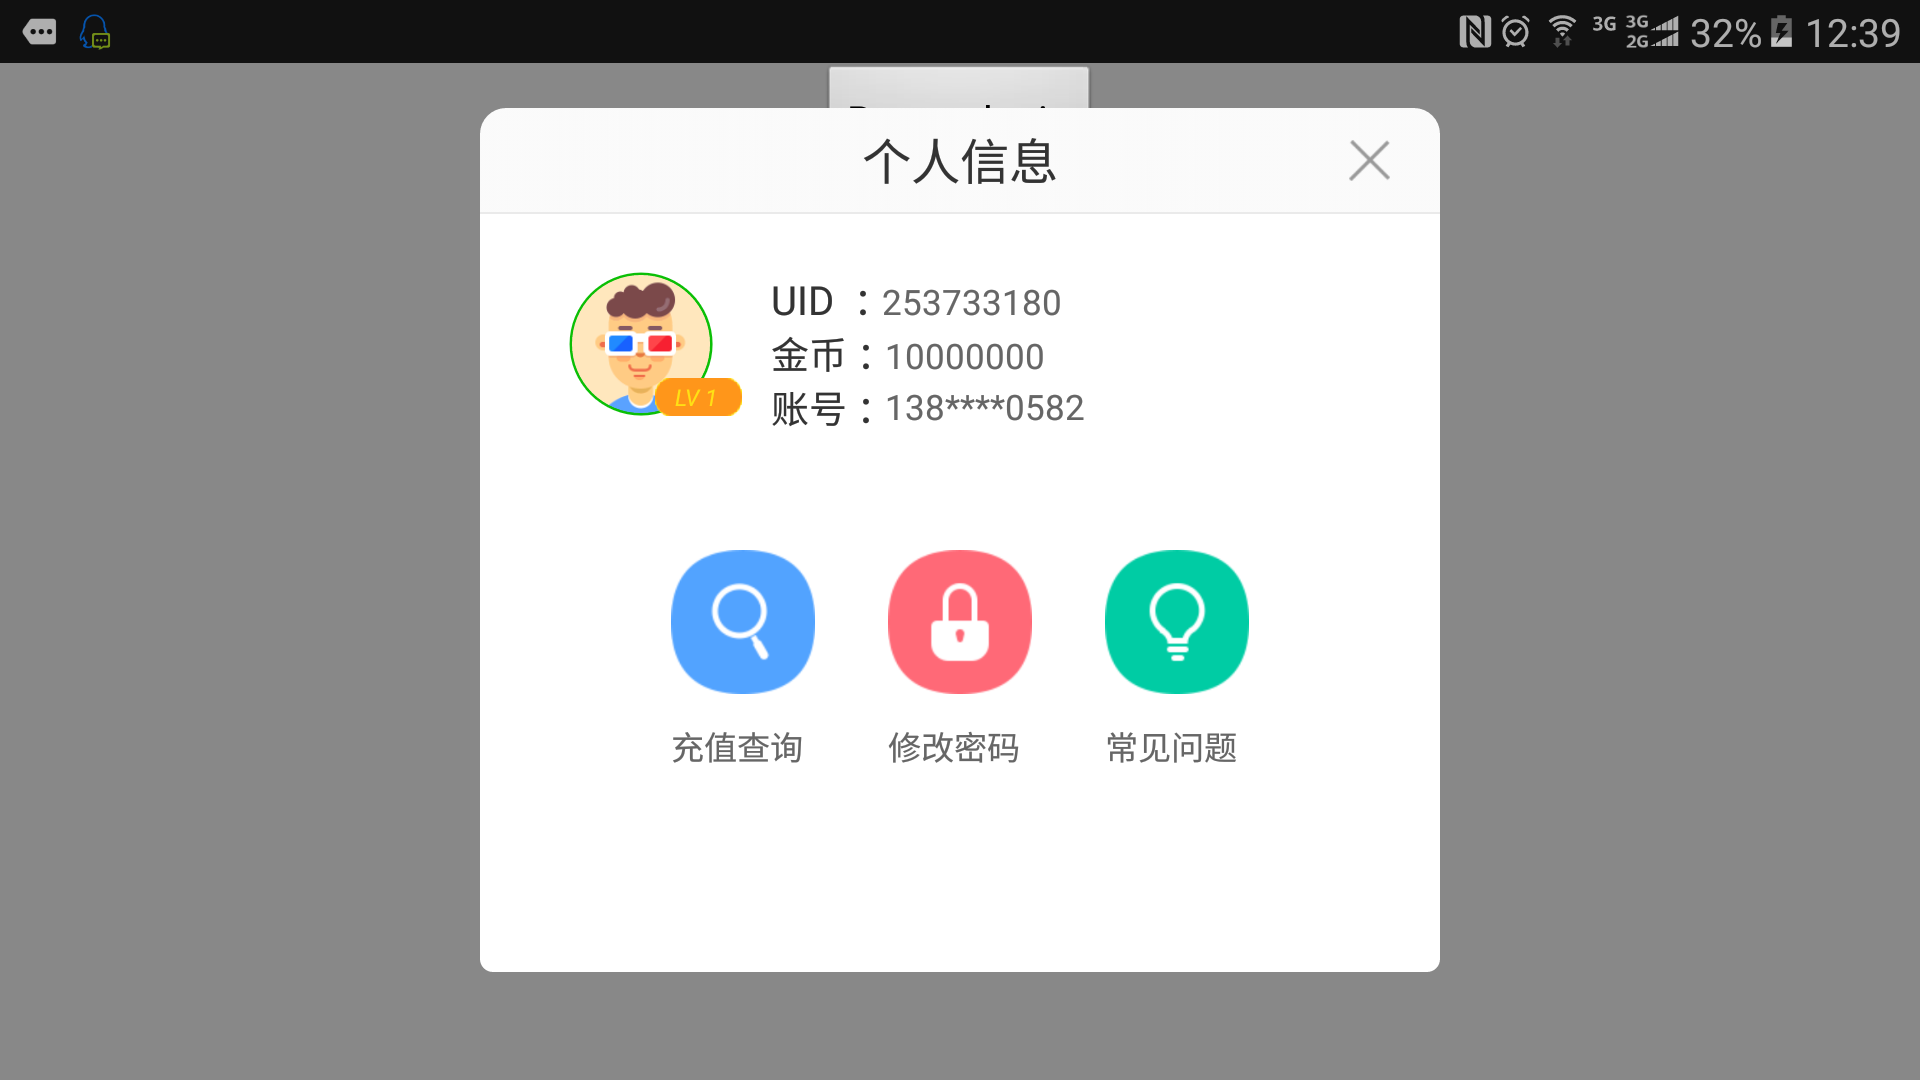 3G 3G 2G 32% 12:39
个人信息
LV 1
UID ：253733180
金币：10000000
账号：138****0582
充值查询 修改密码 常见问题